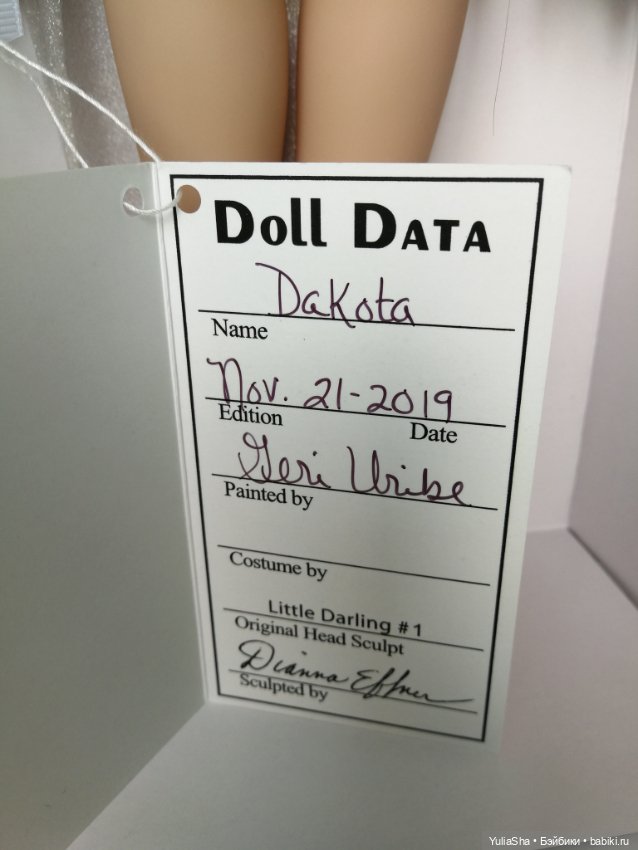 Doll Data
Dakota
Name
Nov. 21-2019
Edition Date
Geri Uribe
Painted by
Costume by
Little Darling #1
Original Head Sculpt
Dianna Effner
Sculpted by
YuliaSha • Бэйбики • babiki.ru